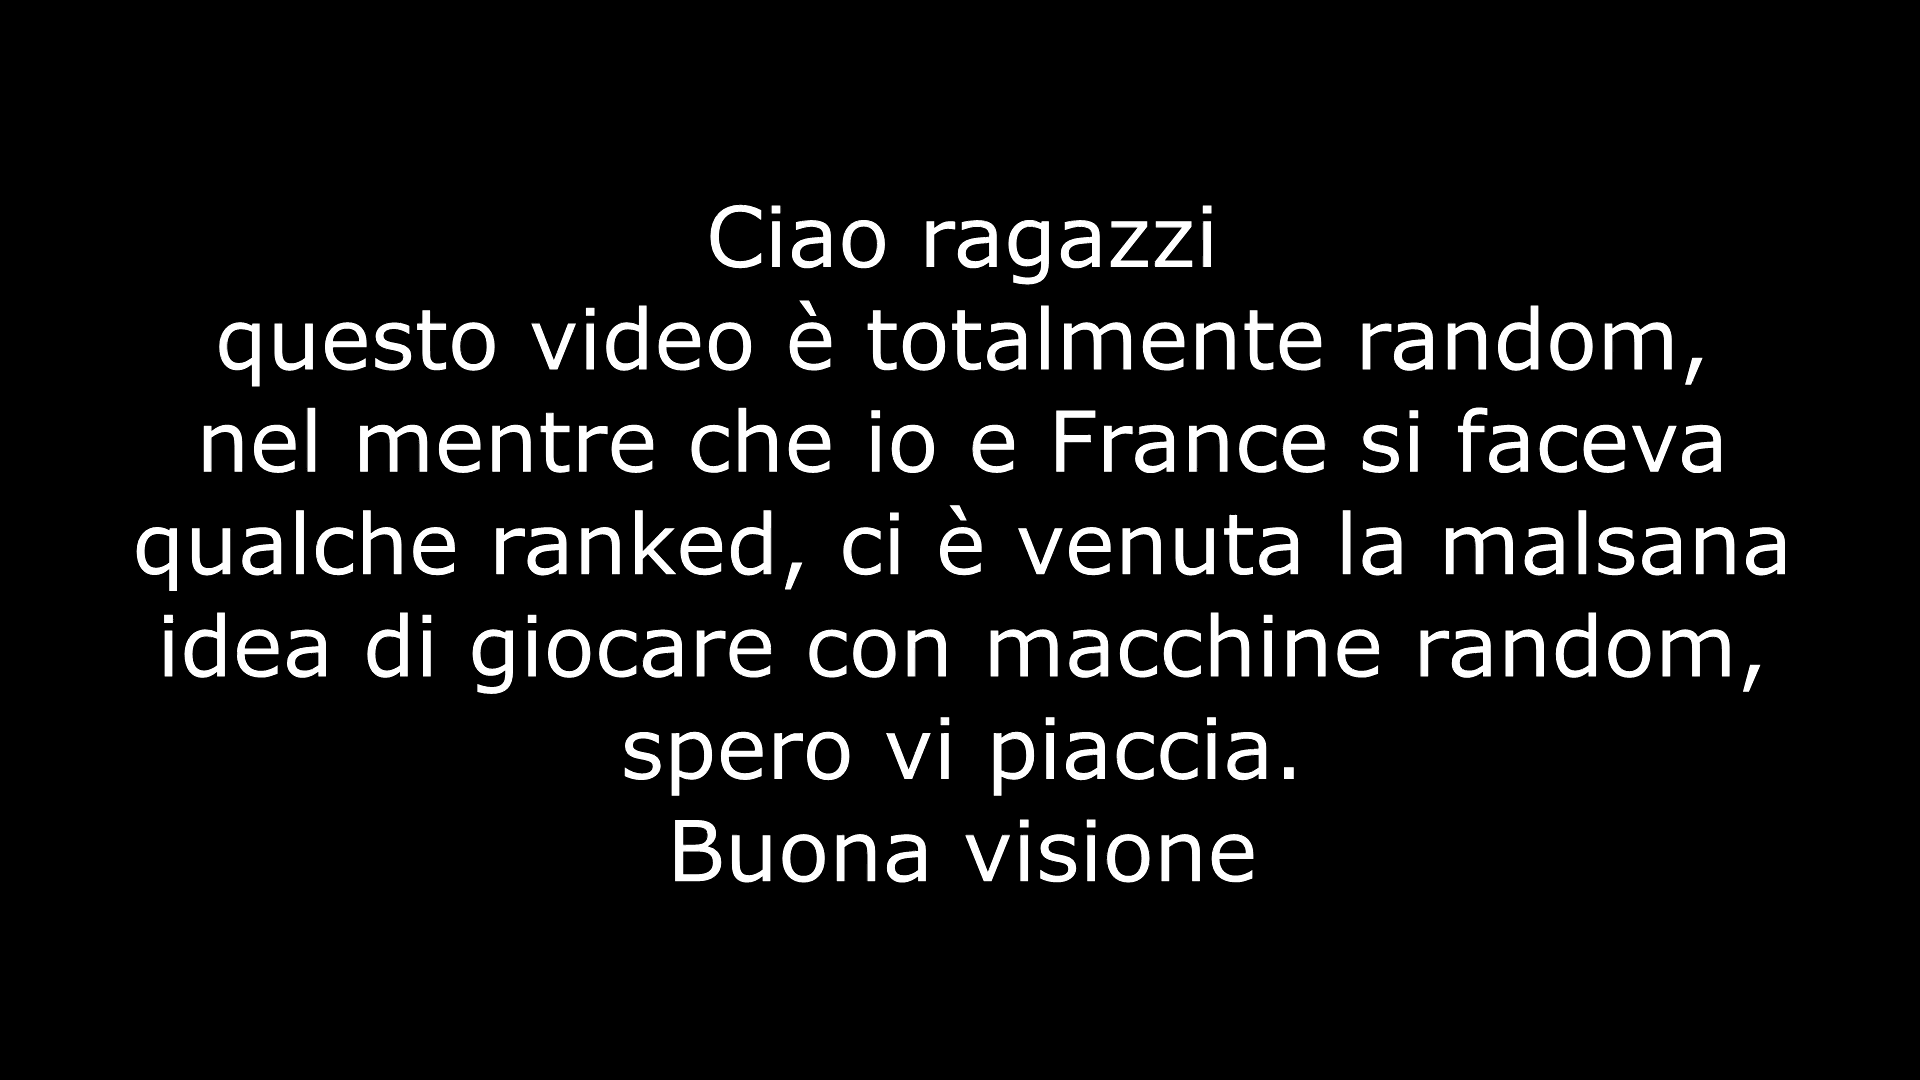 Ciao ragazzi
questo video è totalmente random,
nel mentre che io e France si faceva
qualche ranked, ci è venuta la malsana
idea di giocare con macchine random,
spero vi piaccia.
Buona visione